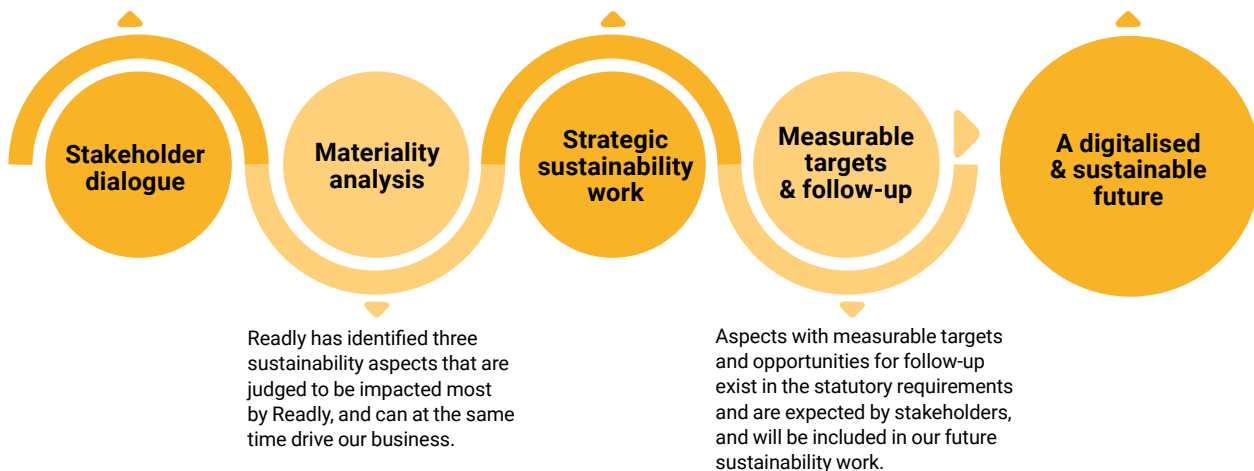 Stakeholder
dialogue
Materiality
analysis
Strategic
sustainability
work
Measurable
targets
& follow-up
A digitalised
& sustainable
future
Readly has identified three
sustainability aspects that are
judged to be impacted most
by Readly, and can at the same
time drive our business.
Aspects with measurable targets
and opportunities for follow-up
exist in the statutory requirements
and are expected by stakeholders,
and will be included in our future
sustainability work.